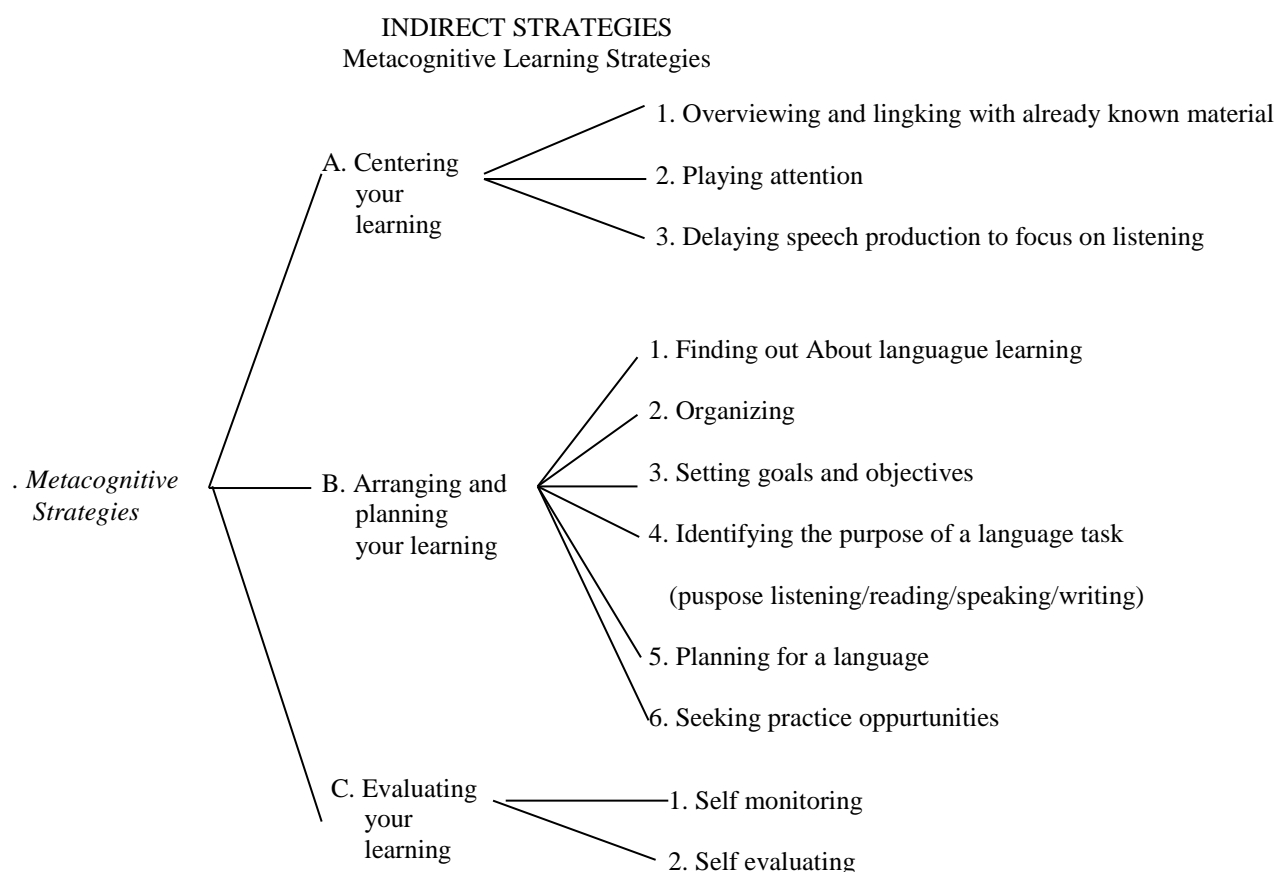 INDIRECT STRATEGIES
Metacognitive Learning Strategies
1. Overviewing and lingking with already known material
A. Centering
your
learning
2. Playing attention
3. Delaying speech production to focus on listening
1. Finding out About languague learning
2. Organizing
. Metacognitive
Strategies
B. Arranging and
planning
your learning
3. Setting goals and objectives
4. Identifying the purpose of a language task
(puspose listening/reading/speaking/writing)
5. Planning for a language
6. Seeking practice oppurtunities
C. Evaluating
your
learning
1. Self monitoring
2. Self evaluating